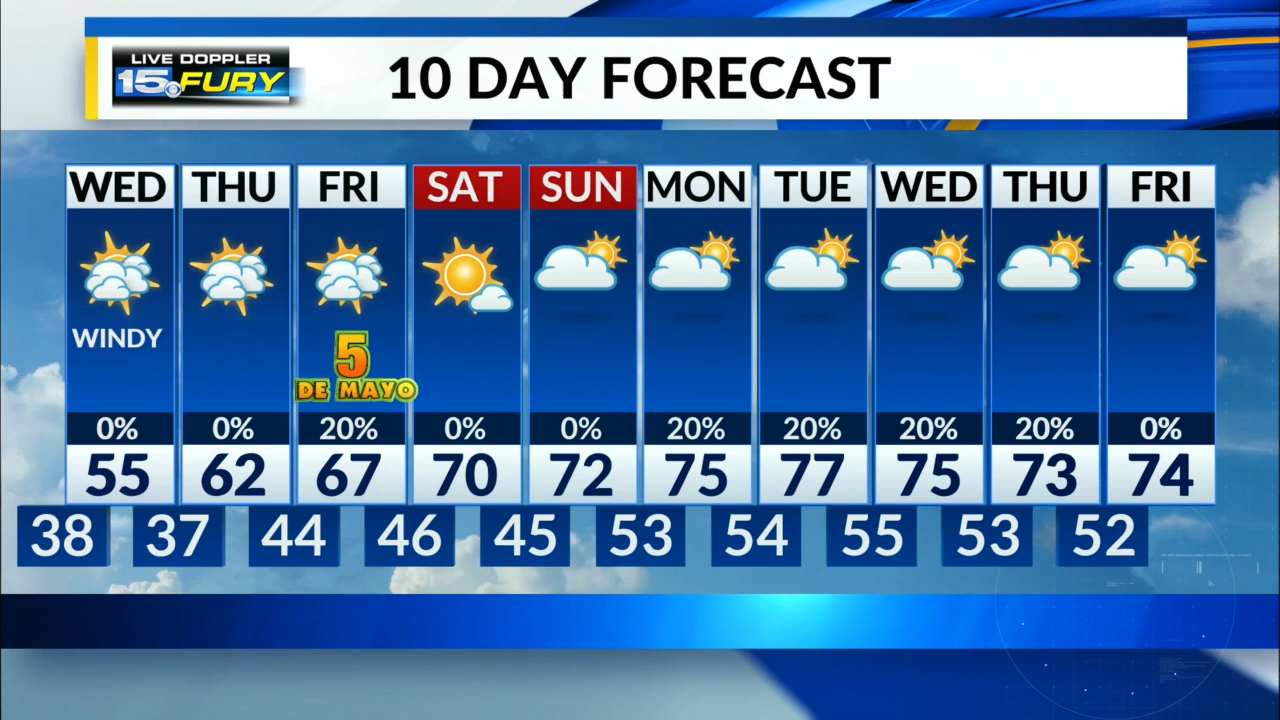 LIVE DOPPLER
15 FURY
10 DAY FORECAST
WED THU FRI SAT SUN MON TUE WED THU FRI
WINDY
5
DE MAYO
0% 0% 20% 0% 0% 20% 20% 20% 20% 0%
55 62 67 70 72 75 77 75 73 74
38 37 44 46 45 53 54 55 53 52